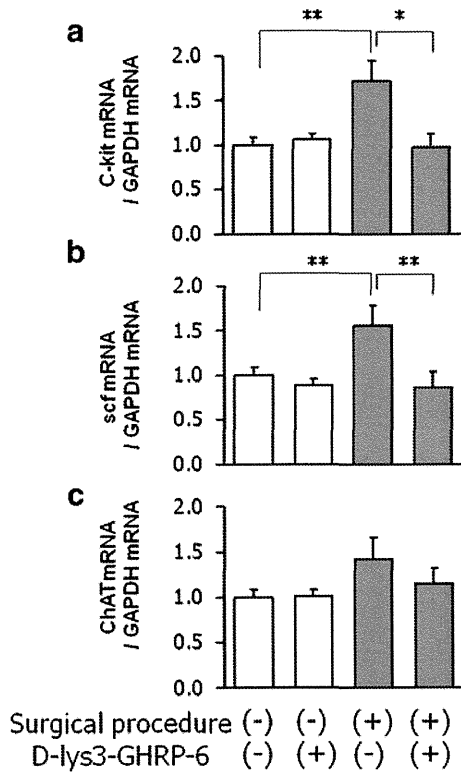 a
** *
C-kit mRNA
/ GAPDH mRNA
2.0
1.5
1.0
0.5
0.0
b
** **
scf mRNA
/ GAPDH mRNA
2.0
1.5
1.0
0.5
0.0
c
ChATmRNA
/ GAPDH mRNA
2.0
1.5
1.0
0.5
0.0
Surgical procedure (-) (-) (+) (+)
D-lys3-GHRP-6 (-) (+) (-) (+)